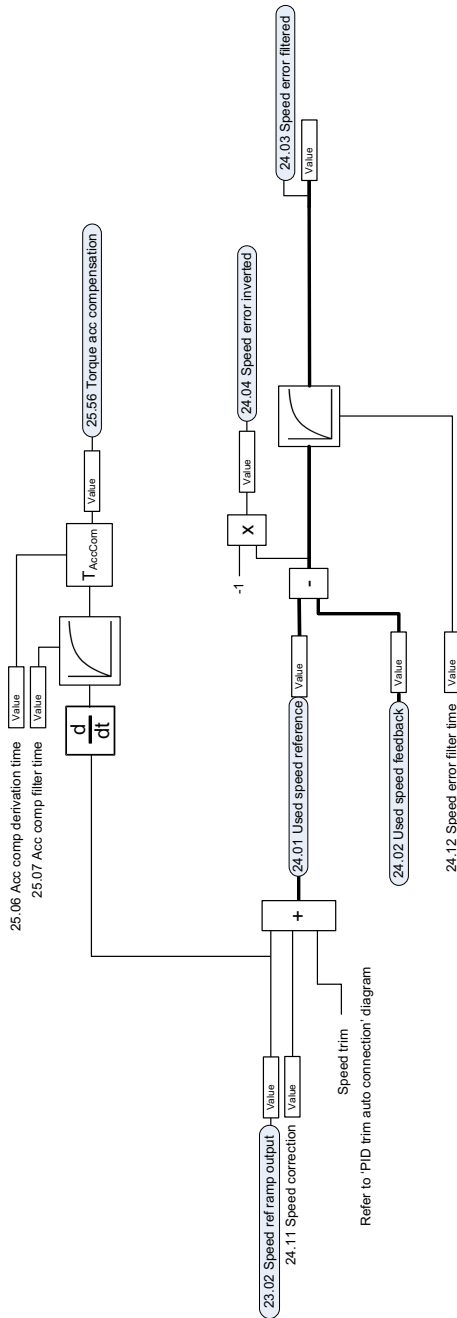 23.02 Speed ref ramp output
Value
24.11 Speed correction
Value
Speed trim
Refer to ‘PID trim auto connection’ diagram
+
24.01 Used speed reference
Value
24.02 Used speed feedback
Value
24.12 Speed error filter time
Value
-
-1
X
Value
24.04 Speed error inverted
Value
24.03 Speed error filtered
25.06 Acc comp derivation time
Value
25.07 Acc comp filter time
Value
d
dt
TAccCom
Value
25.56 Torque acc compensation